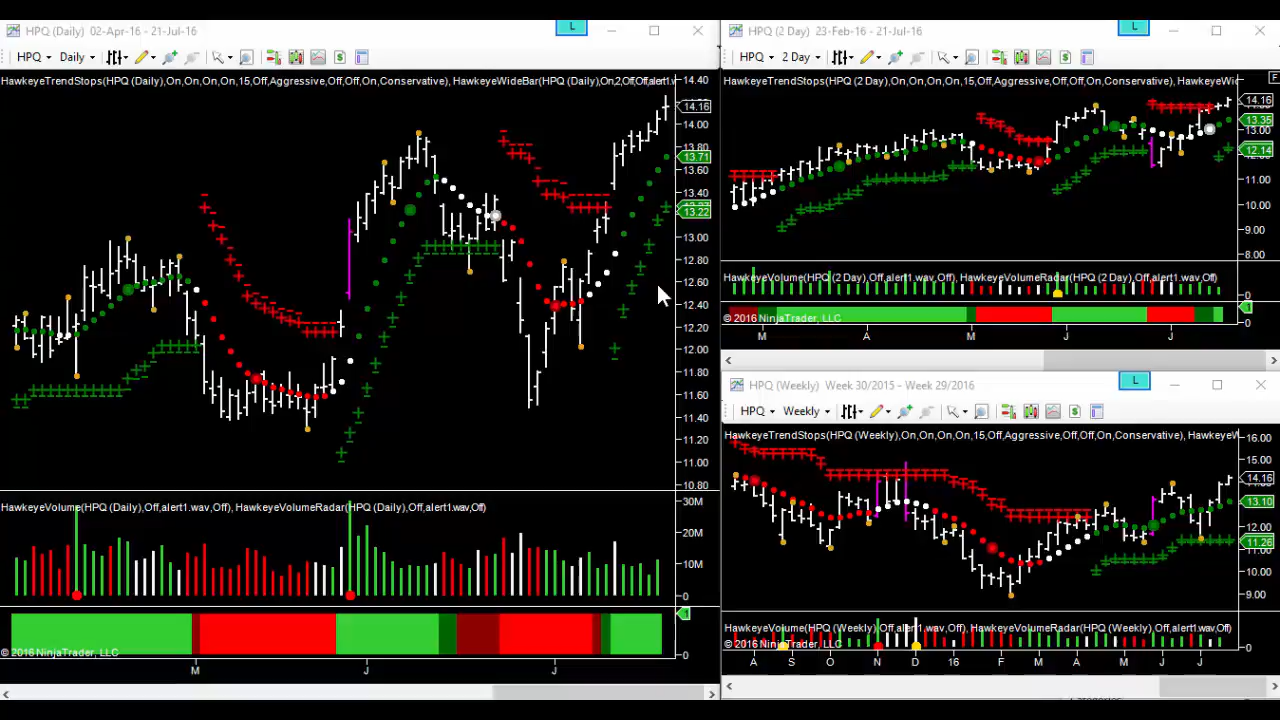 HPQ (Daily) 02-Apr-16 - 21-Jul-16
L
HPQ Daily
HawkeyeTrendStops(HPQ (Daily),On,On,On,On,15,Off,Aggressive,Off,Off,On,Conservative), HawkeyeWideBar(HPQ (Daily),On,2,Off,Off,alert1.w
14.40
14.16
14.00
13.80
13.71
13.60
13.40
13.22
13.00
12.80
12.60
12.40
12.20
12.00
11.80
11.60
11.40
11.20
11.00
10.80
HawkeyeVolume(HPQ (Daily),Off,alert1.wav,Off), HawkeyeVolumeRadar(HPQ (Daily),Off,alert1.wav,Off)
30M
20M
10M
0
1
0
© 2016 NinjaTrader, LLC
M J J
HPQ (2 Day) 23-Feb-16 - 21-Jul-16
L
HPQ 2 Day
F
HawkeyeTrendStops(HPQ (2 Day),On,On,On,On,15,Off,Aggressive,Off,Off,On,Conservative), HawkeyeWi
14.16
13.35
13.00
12.14
11.00
10.00
9.00
8.00
HawkeyeVolume(HPQ (2 Day),Off,alert1.wav,Off), HawkeyeVolumeRadar(HPQ (2 Day),Off,alert1.wav,Off)
0
1
0
© 2016 NinjaTrader, LLC
M A M J J
HPQ (Weekly) Week 30/2015 - Week 29/2016
L
HPQ Weekly
HawkeyeTrendStops(HPQ (Weekly),On,On,On,On,15,Off,Aggressive,Off,Off,On,Conservative), HawkeyeW
16.00
15.00
14.16
13.10
12.00
11.26
10.00
9.00
HawkeyeVolume(HPQ (Weekly),Off,alert1.wav,Off), HawkeyeVolumeRadar(HPQ (Weekly),Off,alert1.wav,Off)
0
© 2016 NinjaTrader, LLC
A S O N D 16 F M A M J J